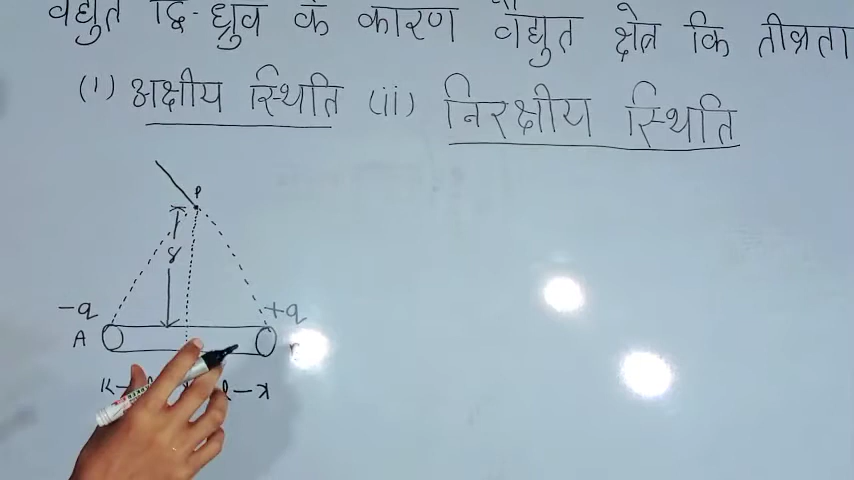 वैद्युत द्वि-ध्रुव के कारण वैद्युत क्षेत्र कि तीव्रता
(i) अक्षीय स्थिति (ii) निरक्षीय स्थिति
P
r
-q +q
A